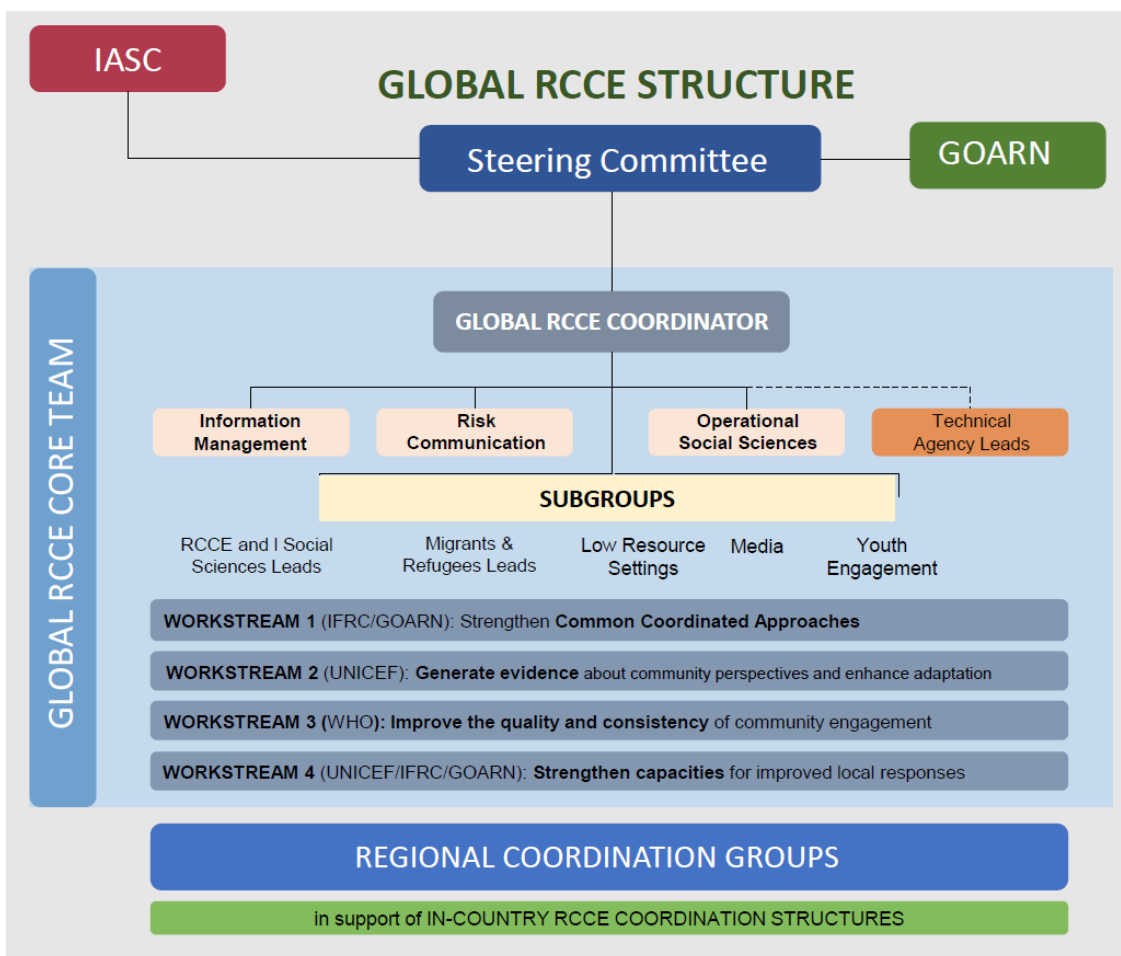 IASC
GLOBAL RCCE STRUCTURE
Steering Committee
GOARN
GLOBAL RCCE CORE TEAM
GLOBAL RCCE COORDINATOR
Information
Management
Risk
Communication
Operational
Social Sciences
Technical
Agency Leads
SUBGROUPS
RCCE and I Social
Sciences Leads
Migrants &
Refugees Leads
Low Resource
Settings
Media
Youth
Engagement
WORKSTREAM 1 (IFRC/GOARN): Strengthen Common Coordinated Approaches
WORKSTREAM 2 (UNICEF): Generate evidence about community perspectives and enhance adaptation
WORKSTREAM 3 (WHO): Improve the quality and consistency of community engagement
WORKSTREAM 4 (UNICEF/IFRC/GOARN): Strengthen capacities for improved local responses
REGIONAL COORDINATION GROUPS
in support of IN-COUNTRY RCCE COORDINATION STRUCTURES